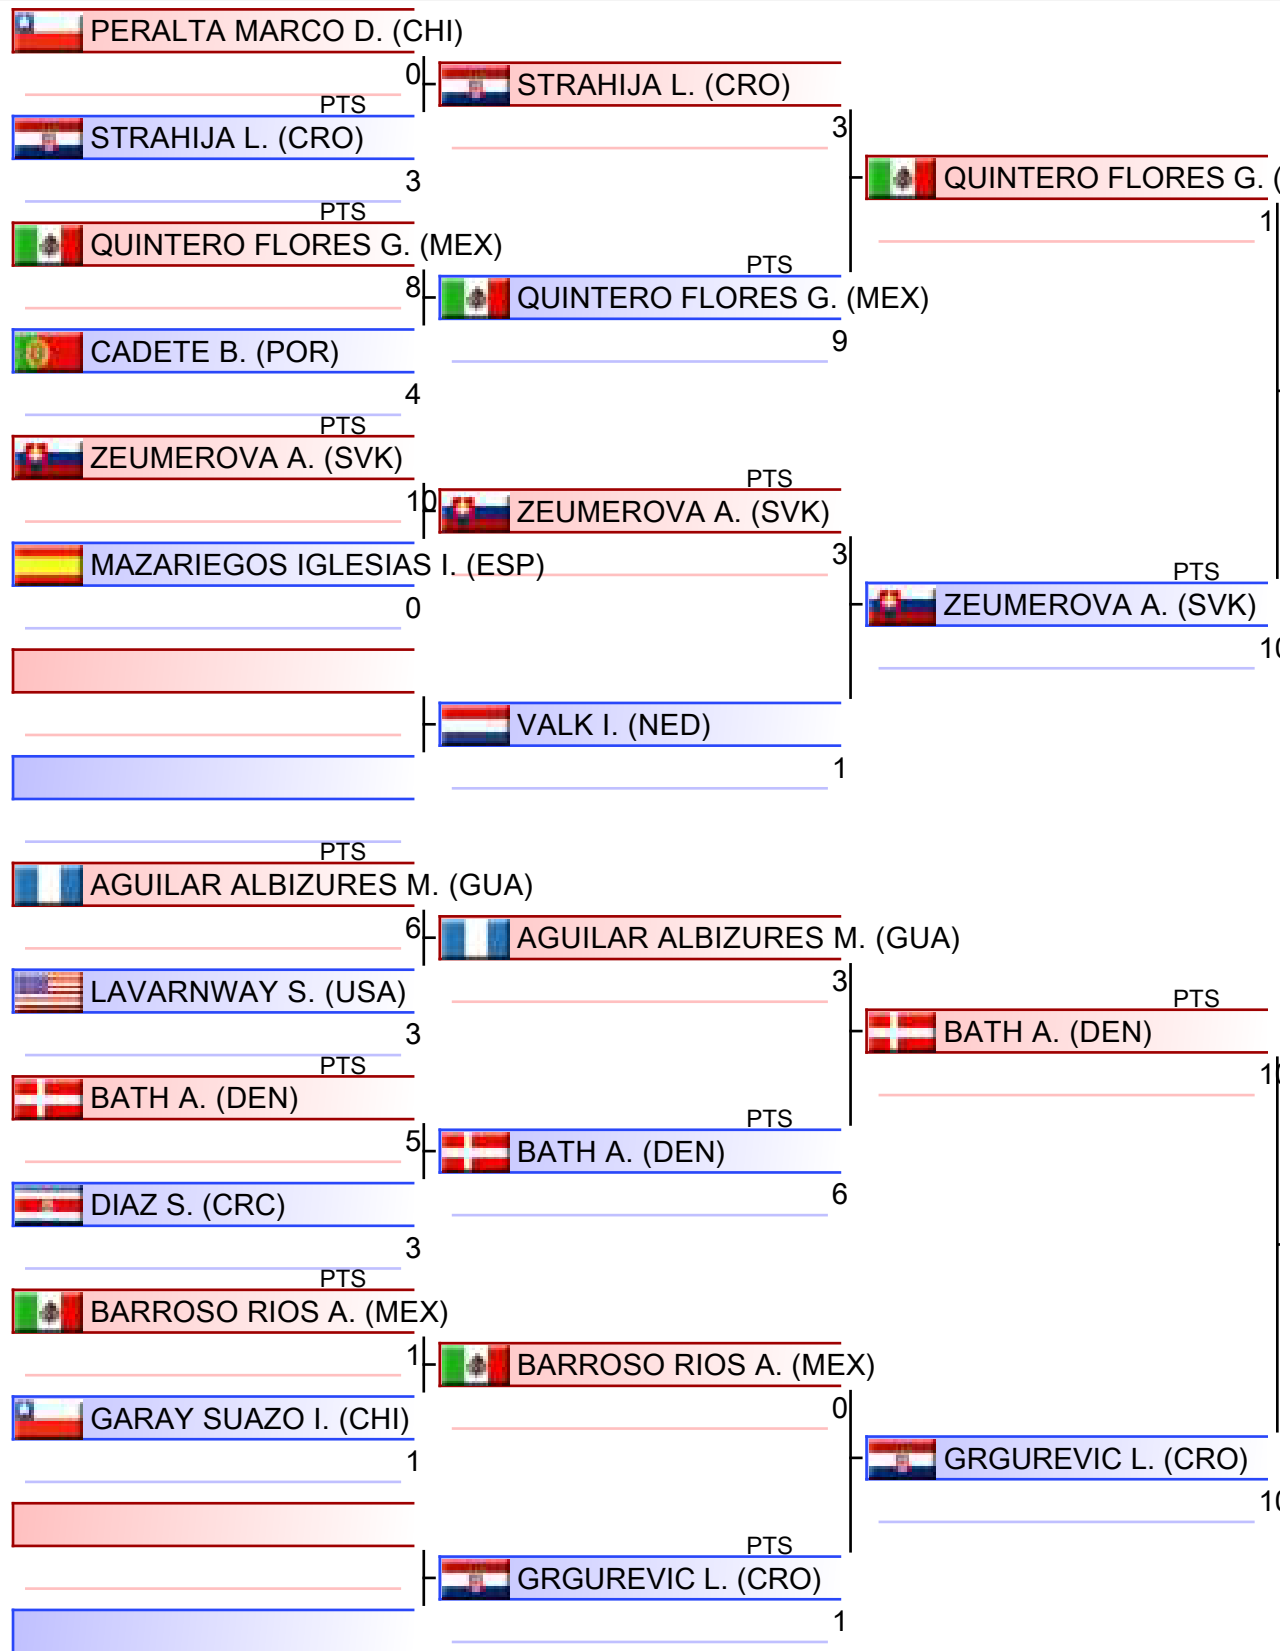 PERALTA MARCO D. (CHI)
0
PTS
STRAHIJA L. (CRO)
3
PTS
QUINTERO FLORES G. (MEX)
8
CADETE B. (POR)
4
PTS
ZEUMEROVA A. (SVK)
10
MAZARIEGOS IGLESIAS I. (ESP)
0
PTS
AGUILAR ALBIZURES M. (GUA)
6
LAVARNWAY S. (USA)
3
PTS
BATH A. (DEN)
5
DIAZ S. (CRC)
3
PTS
BARROSO RIOS A. (MEX)
1
GARAY SUAZO I. (CHI)
1
STRAHIJA L. (CRO)
3
PTS
QUINTERO FLORES G. (MEX)
9
PTS
ZEUMEROVA A. (SVK)
3
VALK I. (NED)
1
AGUILAR ALBIZURES M. (GUA)
3
PTS
BATH A. (DEN)
6
BARROSO RIOS A. (MEX)
0
PTS
GRGUREVIC L. (CRO)
1
QUINTERO FLORES G. (
1
PTS
ZEUMEROVA A. (SVK)
10
PTS
BATH A. (DEN)
10
GRGUREVIC L. (CRO)
10